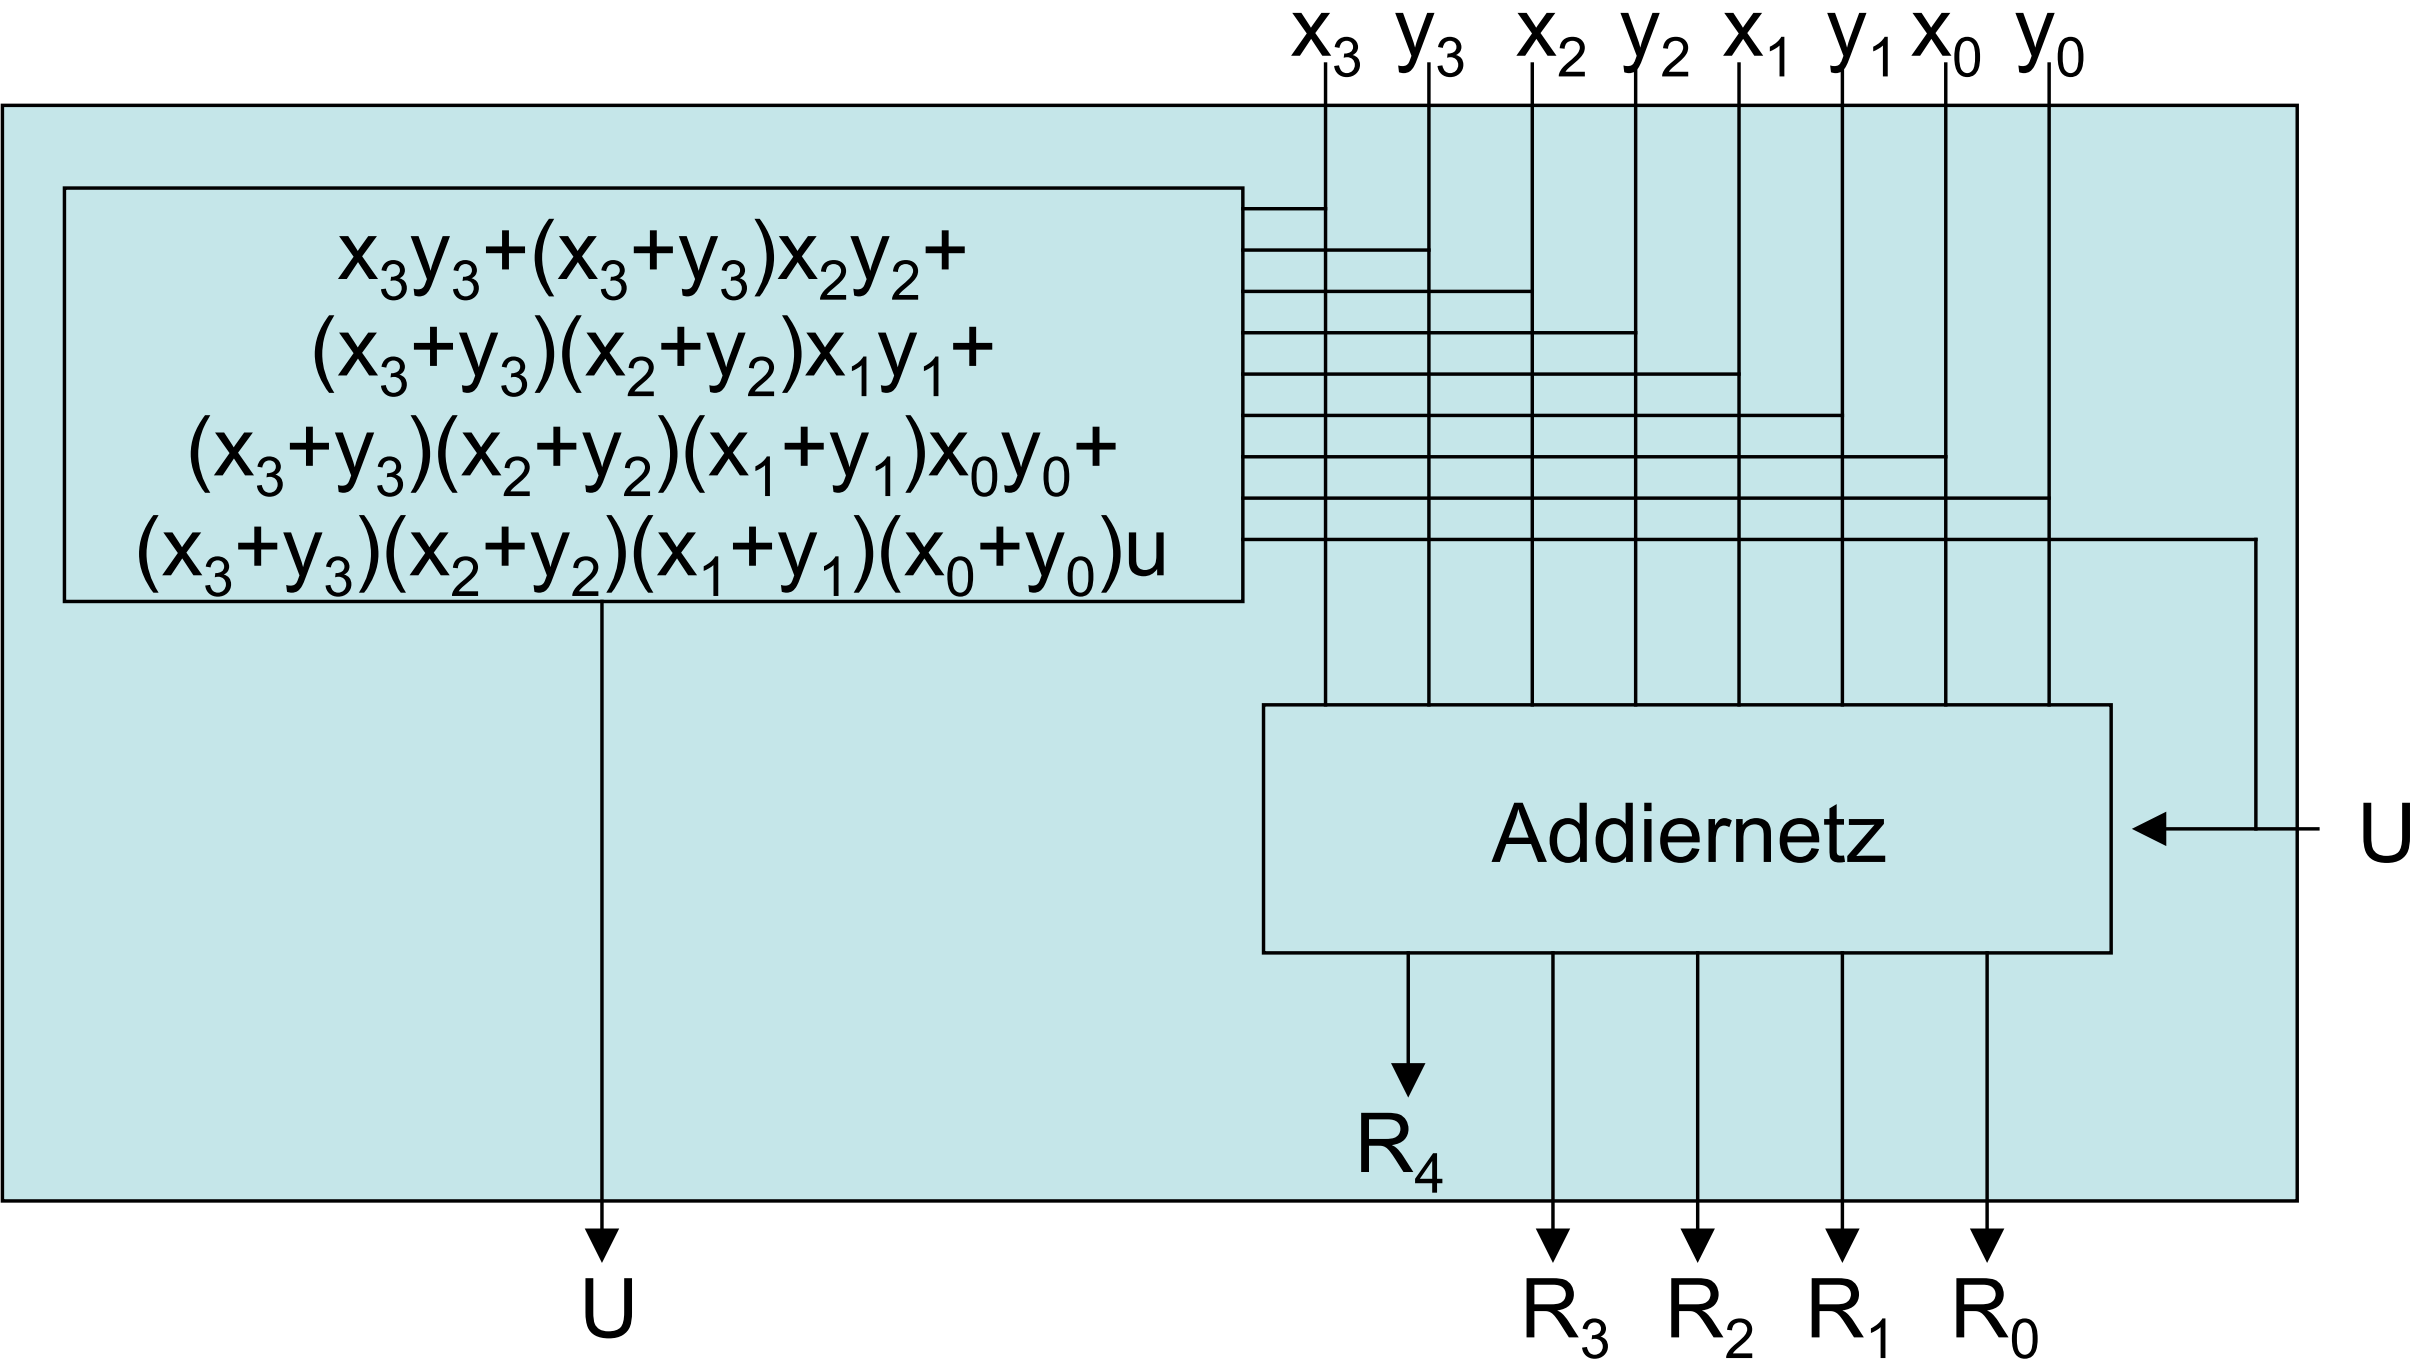 x₃ y₃ x₂ y₂ x₁ y₁ x₀ y₀
x₃y₃+(x₃+y₃)x₂y₂+
(x₃+y₃)(x₂+y₂)x₁y₁+
(x₃+y₃)(x₂+y₂)(x₁+y₁)x₀y₀+
(x₃+y₃)(x₂+y₂)(x₁+y₁)(x₀+y₀)u
Addiernetz
U
R₄
U
R₃ R₂ R₁ R₀